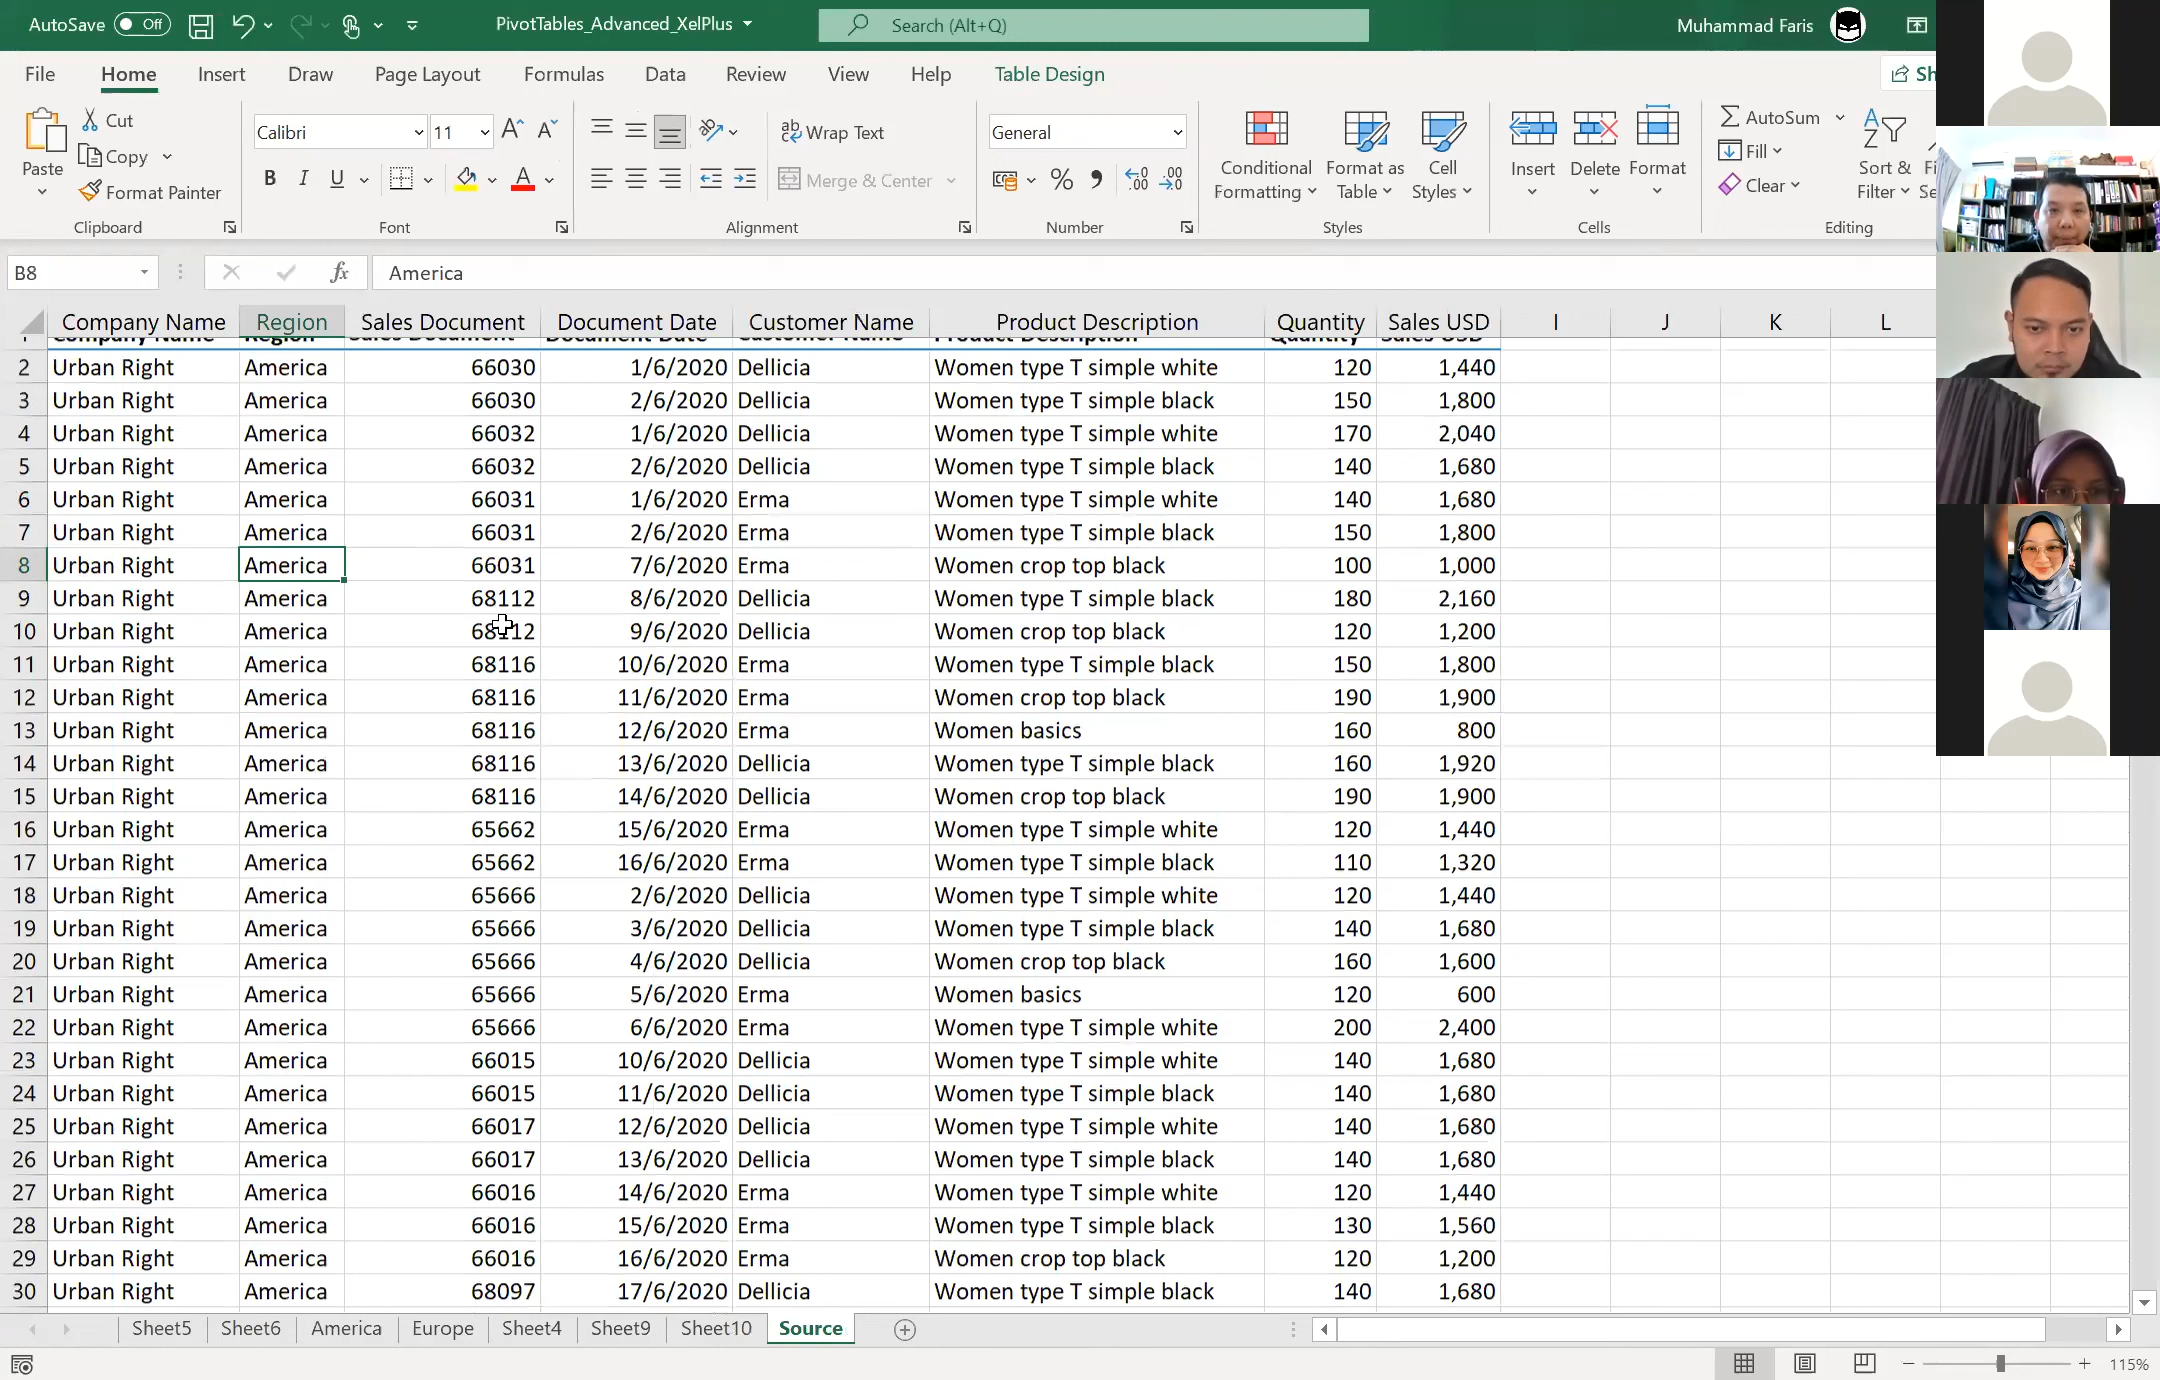 AutoSave Off PivotTables_Advanced_XelPlus Search (Alt+Q) Muhammad Faris
File Home Insert Draw Page Layout Formulas Data Review View Help Table Design Sh
Paste
Cut
Copy
Format Painter
Clipboard
Calibri 11
B I U A
Font
Wrap Text
Merge & Center
Alignment
General
% , .00 .00
Number
Conditional Formatting
Format as Table
Cell Styles
Styles
Insert Delete Format
Cells
AutoSum
Fill
Clear
Sort & Filter
Editing
B8 fx America
Company Name Region Sales Document Document Date Customer Name Product Description Quantity Sales USD I J K L
1 Company Name Region Sales Document Document Date Customer Name Product Description Quantity Sales USD
2 Urban Right America 66030 1/6/2020 Dellicia Women type T simple white 120 1,440
3 Urban Right America 66030 2/6/2020 Dellicia Women type T simple black 150 1,800
4 Urban Right America 66032 1/6/2020 Dellicia Women type T simple white 170 2,040
5 Urban Right America 66032 2/6/2020 Dellicia Women type T simple black 140 1,680
6 Urban Right America 66031 1/6/2020 Erma Women type T simple white 140 1,680
7 Urban Right America 66031 2/6/2020 Erma Women type T simple black 150 1,800
8 Urban Right America 66031 7/6/2020 Erma Women crop top black 100 1,000
9 Urban Right America 68112 8/6/2020 Dellicia Women type T simple black 180 2,160
10 Urban Right America 68112 9/6/2020 Dellicia Women crop top black 120 1,200
11 Urban Right America 68116 10/6/2020 Erma Women type T simple black 150 1,800
12 Urban Right America 68116 11/6/2020 Erma Women crop top black 190 1,900
13 Urban Right America 68116 12/6/2020 Erma Women basics 160 800
14 Urban Right America 68116 13/6/2020 Dellicia Women type T simple black 160 1,920
15 Urban Right America 68116 14/6/2020 Dellicia Women crop top black 190 1,900
16 Urban Right America 65662 15/6/2020 Erma Women type T simple white 120 1,440
17 Urban Right America 65662 16/6/2020 Erma Women type T simple black 110 1,320
18 Urban Right America 65666 2/6/2020 Dellicia Women type T simple white 120 1,440
19 Urban Right America 65666 3/6/2020 Dellicia Women type T simple black 140 1,680
20 Urban Right America 65666 4/6/2020 Dellicia Women crop top black 160 1,600
21 Urban Right America 65666 5/6/2020 Erma Women basics 120 600
22 Urban Right America 65666 6/6/2020 Erma Women type T simple white 200 2,400
23 Urban Right America 66015 10/6/2020 Dellicia Women type T simple white 140 1,680
24 Urban Right America 66015 11/6/2020 Dellicia Women type T simple black 140 1,680
25 Urban Right America 66017 12/6/2020 Dellicia Women type T simple white 140 1,680
26 Urban Right America 66017 13/6/2020 Dellicia Women type T simple black 140 1,680
27 Urban Right America 66016 14/6/2020 Erma Women type T simple white 120 1,440
28 Urban Right America 66016 15/6/2020 Erma Women type T simple black 130 1,560
29 Urban Right America 66016 16/6/2020 Erma Women crop top black 120 1,200
30 Urban Right America 68097 17/6/2020 Dellicia Women type T simple black 140 1,680
Sheet5 Sheet6 America Europe Sheet4 Sheet9 Sheet10 Source
115%